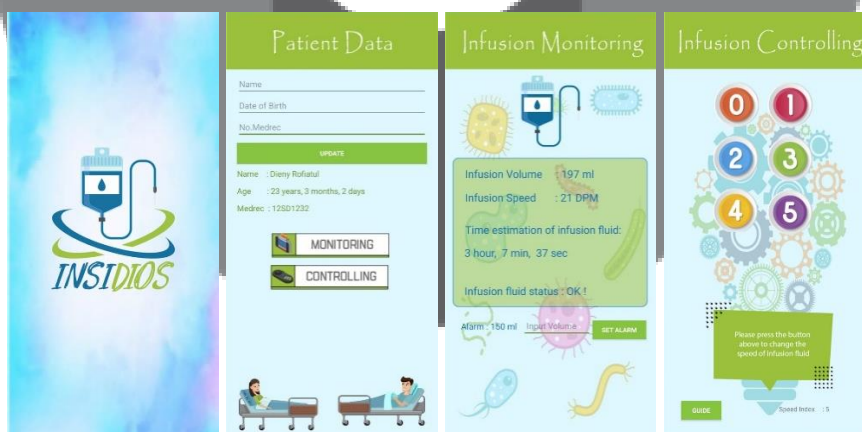 INSIDIOS
Patient Data
Name
Date of Birth
No.Medrec
UPDATE
Name : Dieny Rofiatul
Age : 23 years, 3 months, 2 days
Medrec : 12SD1232
MONITORING
CONTROLLING
Infusion Monitoring
Infusion Volume : 197 ml
Infusion Speed : 21 DPM
Time estimation of infusion fluid:
3 hour, 7 min, 37 sec
Infusion fluid status : OK !
Alarm : 150 ml Input Volume SET ALARM
Infusion Controlling
0 1
2 3
4 5
Please press the button
above to change the
speed of infusion fluid
GUIDE Speed Index : 5